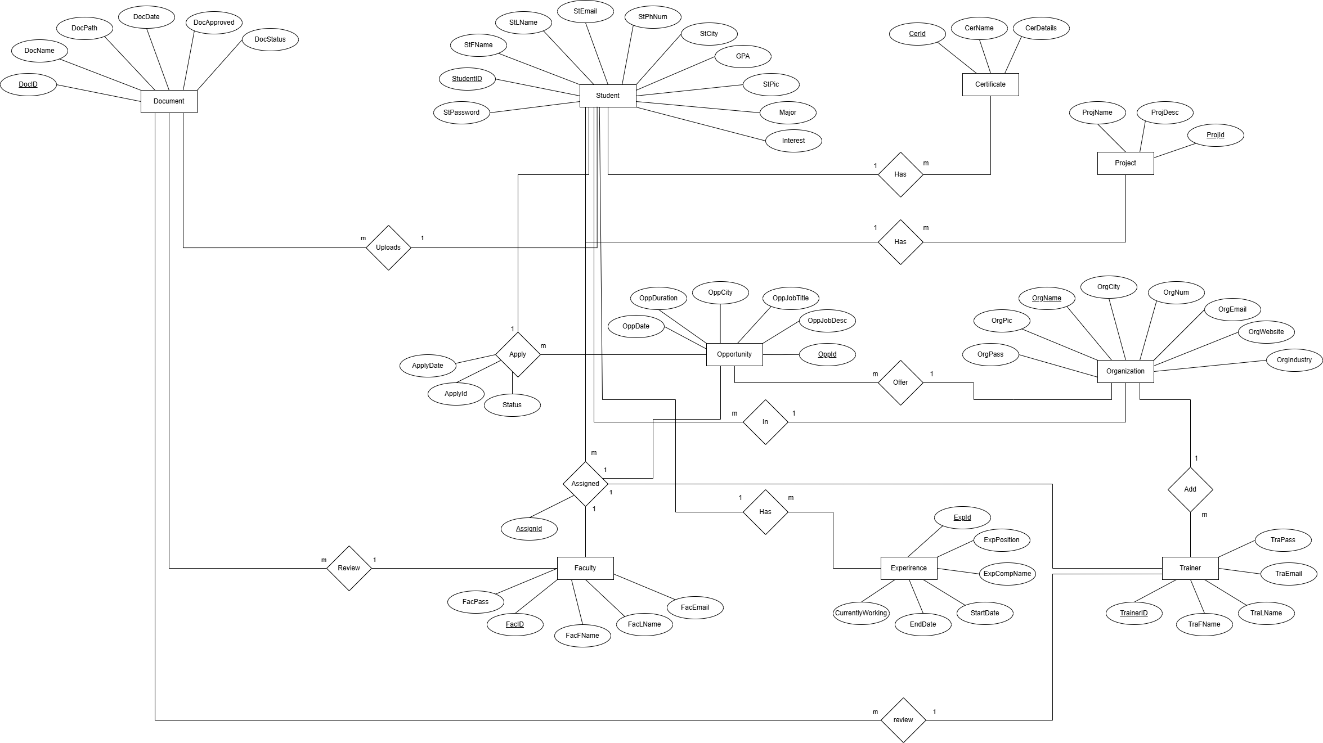 DocDate
DocPath
DocApproved
DocName
DocStatus
DocID
Document
StEmail
StPhNum
StLName
StCity
StFName
GPA
StudentID
StPic
StPassword
Student
Major
Interest
CerId
CerName
CerDetails
Certificate
ProjName
ProjDesc
ProjId
Project
1
Has
m
1
Has
m
m
Uploads
1
OppDuration
OppCity
OppJobTitle
OppDate
OppJobDesc
OppId
Opportunity
OrgName
OrgCity
OrgNum
OrgEmail
OrgPic
OrgWebsite
OrgPass
OrgIndustry
Organization
1
Apply
m
ApplyDate
ApplyId
Status
m
Offer
1
m
In
1
m
1
Assigned
1
1
AssignId
1
Has
m
1
Add
m
m
Review
1
Faculty
FacPass
FacID
FacFName
FacLName
FacEmail
ExpId
ExpPosition
Experirence
ExpCompName
CurrentlyWorking
EndDate
StartDate
TraPass
Trainer
TraEmail
TrainerID
TraFName
TraLName
m
review
1